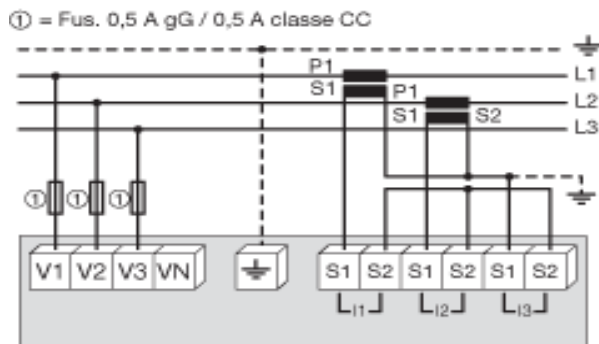 ① = Fus. 0,5 A gG / 0,5 A classe CC
P1
L1
S1
P1
L2
S1
S2
L3
① ① ①
V1 V2 V3 VN S1 S2 S1 S2 S1 S2
I1 I2 I3